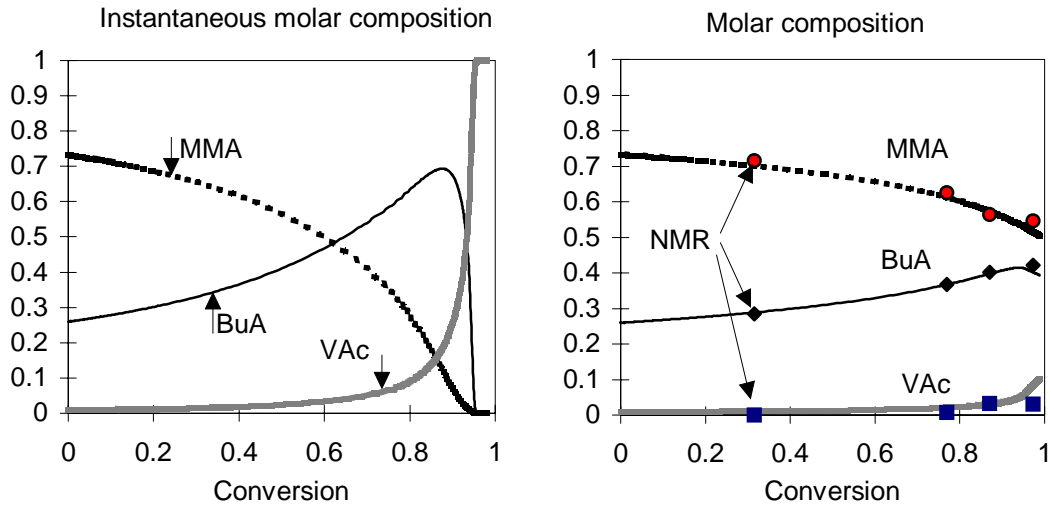 Instantaneous molar composition
1
0.9
0.8
0.7
0.6
0.5
0.4
0.3
0.2
0.1
0
MMA
BuA
VAc
0 0.2 0.4 0.6 0.8 1
Conversion
Molar composition
1
0.9
0.8
0.7
0.6
0.5
0.4
0.3
0.2
0.1
0
MMA
NMR
BuA
VAc
0 0.2 0.4 0.6 0.8 1
Conversion